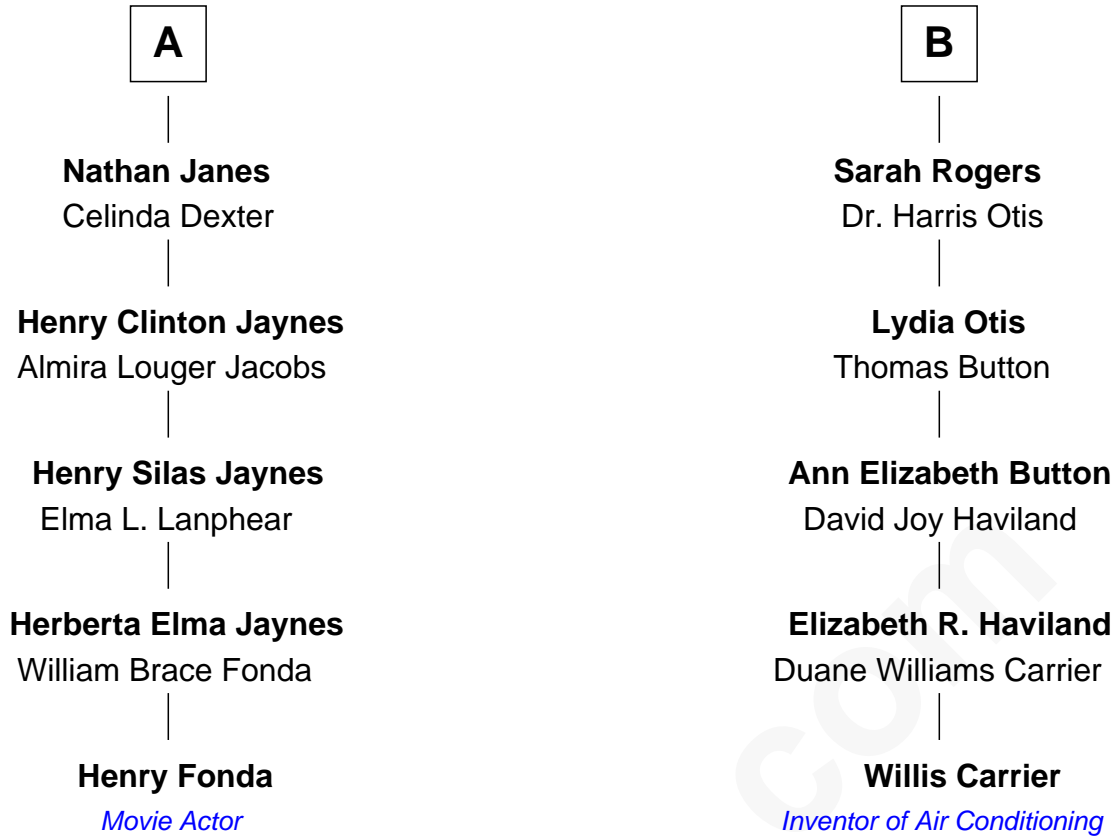 A
Nathan Janes
Celinda Dexter
Henry Clinton Jaynes
Almira Louger Jacobs
Henry Silas Jaynes
Elma L. Lanphear
Herberta Elma Jaynes
William Brace Fonda
Henry Fonda
Movie Actor
B
Sarah Rogers
Dr. Harris Otis
Lydia Otis
Thomas Button
Ann Elizabeth Button
David Joy Haviland
Elizabeth R. Haviland
Duane Williams Carrier
Willis Carrier
Inventor of Air Conditioning
com